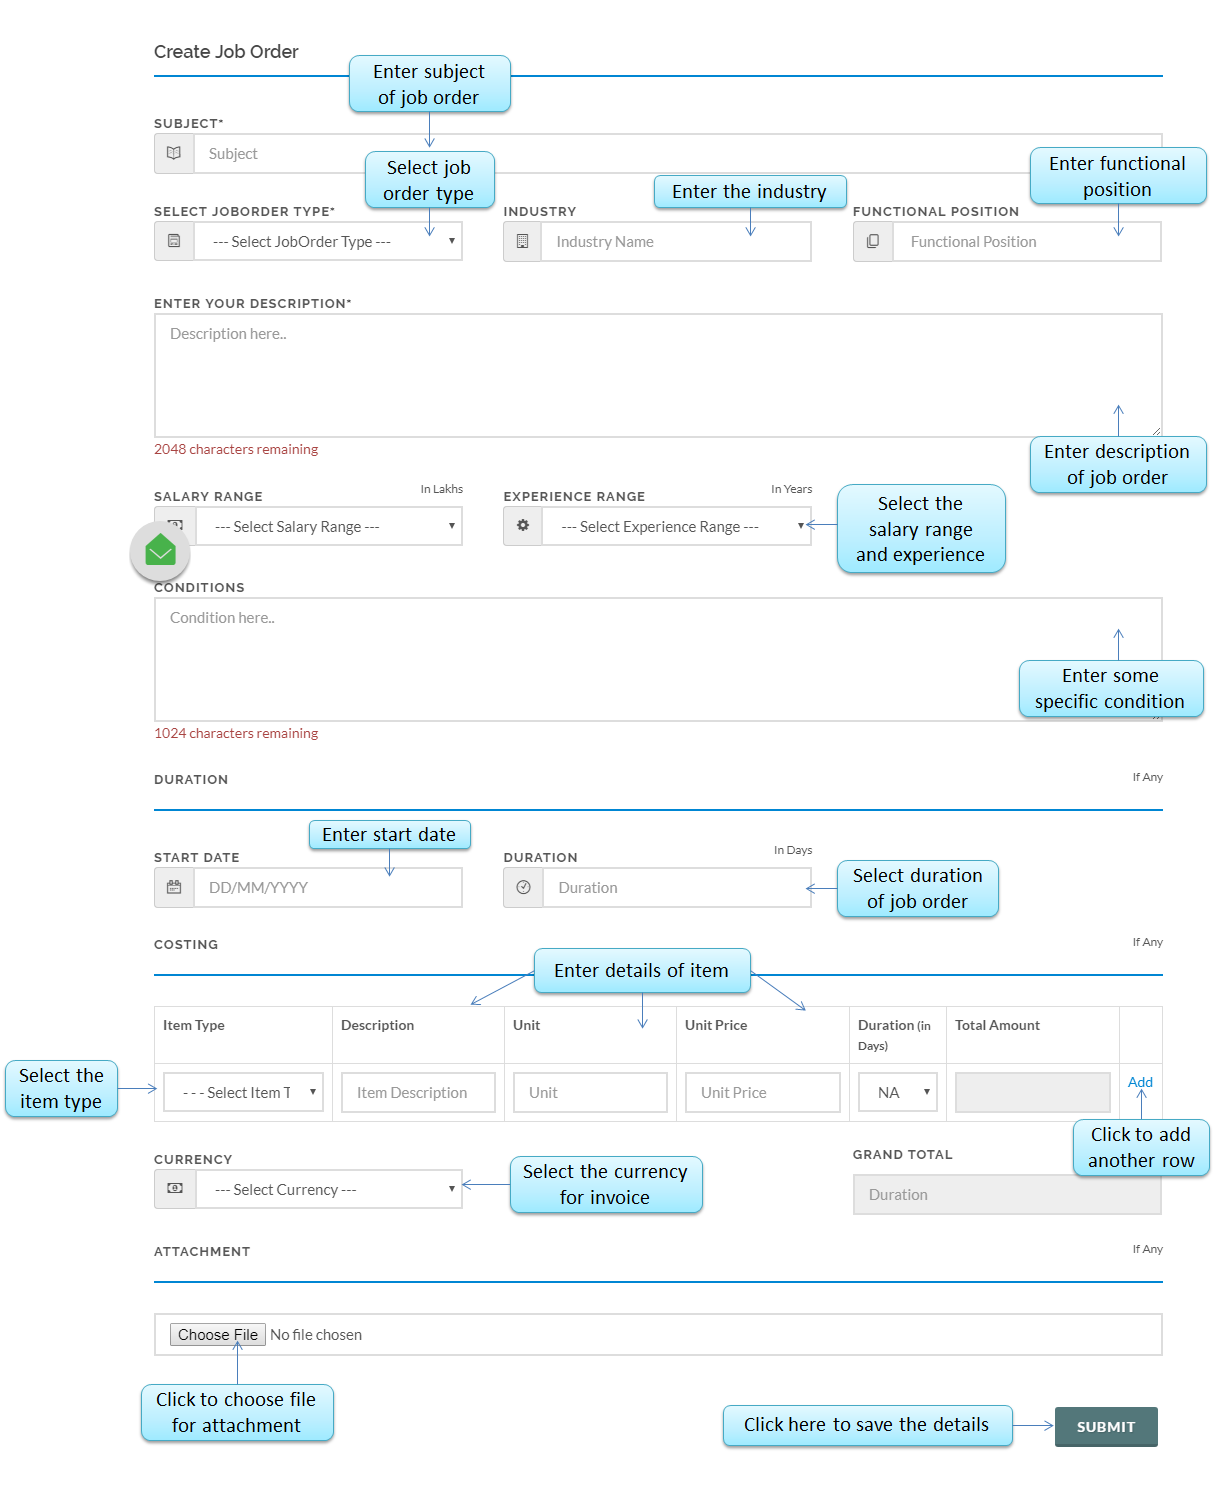 Create Job Order
Enter subject
of job order
SUBJECT*
Subject
Select job
order type
Enter the industry
Enter functional
position
SELECT JOBORDER TYPE*
INDUSTRY
FUNCTIONAL POSITION
--- Select JobOrder Type ---
Industry Name
Functional Position
ENTER YOUR DESCRIPTION*
Description here..
2048 characters remaining
Enter description
of job order
SALARY RANGE
In Lakhs
EXPERIENCE RANGE
In Years
--- Select Salary Range ---
--- Select Experience Range ---
Select the
salary range
and experience
CONDITIONS
Condition here..
Enter some
specific condition
1024 characters remaining
DURATION
If Any
Enter start date
START DATE
DURATION
In Days
DD/MM/YYYY
Duration
Select duration
of job order
COSTING
If Any
Enter details of item
Item Type
Description
Unit
Unit Price
Duration (in
Days)
Total Amount
Select the
item type
- - - Select Item T
Item Description
Unit
Unit Price
NA
Add
Click to add
another row
CURRENCY
--- Select Currency ---
Select the currency
for invoice
GRAND TOTAL
Duration
ATTACHMENT
If Any
Choose File No file chosen
Click to choose file
for attachment
Click here to save the details
SUBMIT